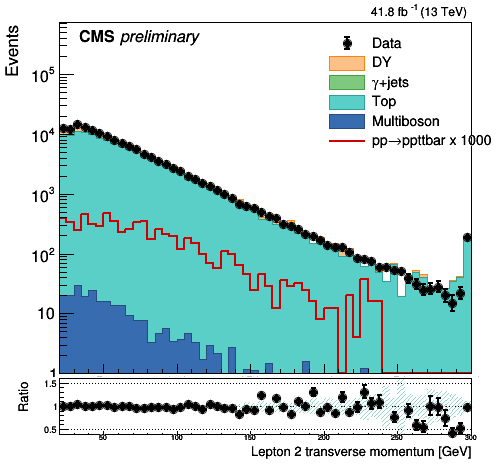 41.8 fb⁻¹ (13 TeV)
CMS preliminary
Events
Data
DY
γ+jets
Top
Multiboson
pp→ppttbar x 1000
10⁵
10⁴
10³
10²
10
1
Ratio
1.5
1
0.5
50 100 150 200 250 300
Lepton 2 transverse momentum [GeV]